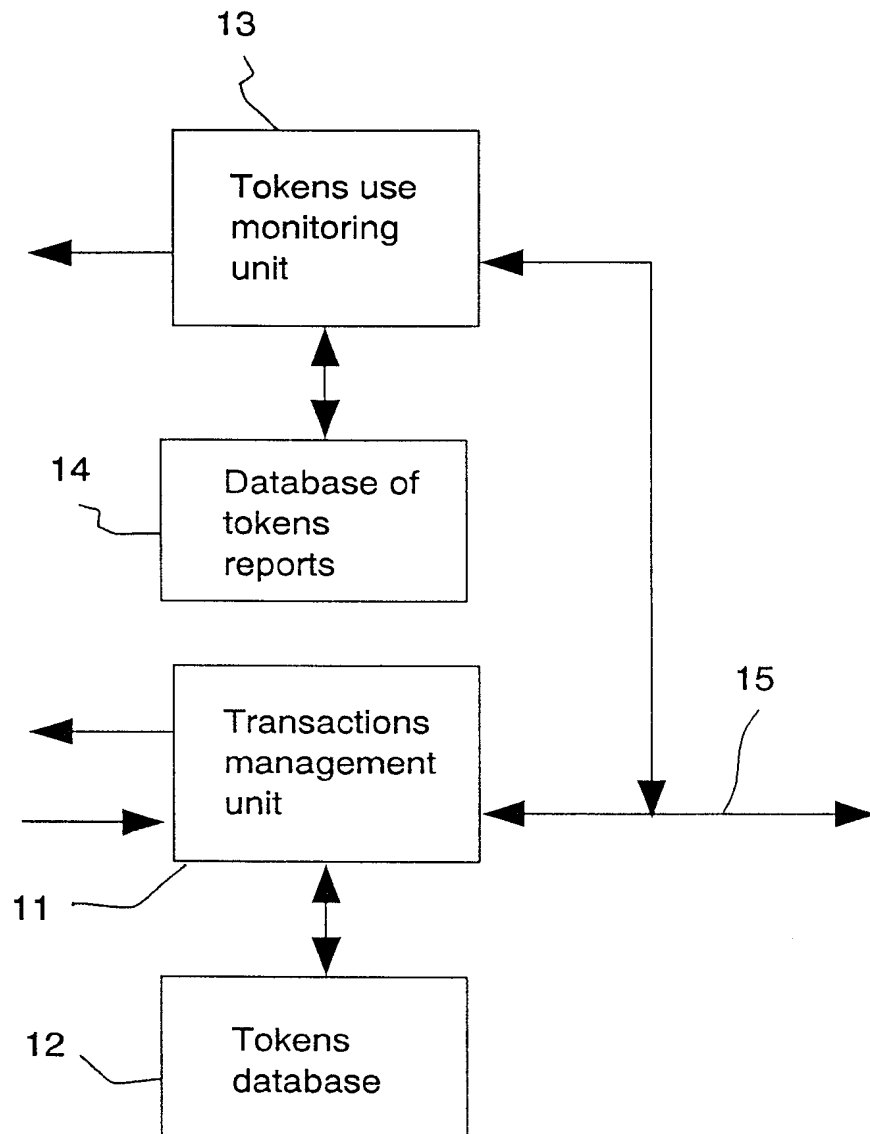 13
Tokens use
monitoring
unit
14
Database of
tokens
reports
15
Transactions
management
unit
11
12
Tokens
database